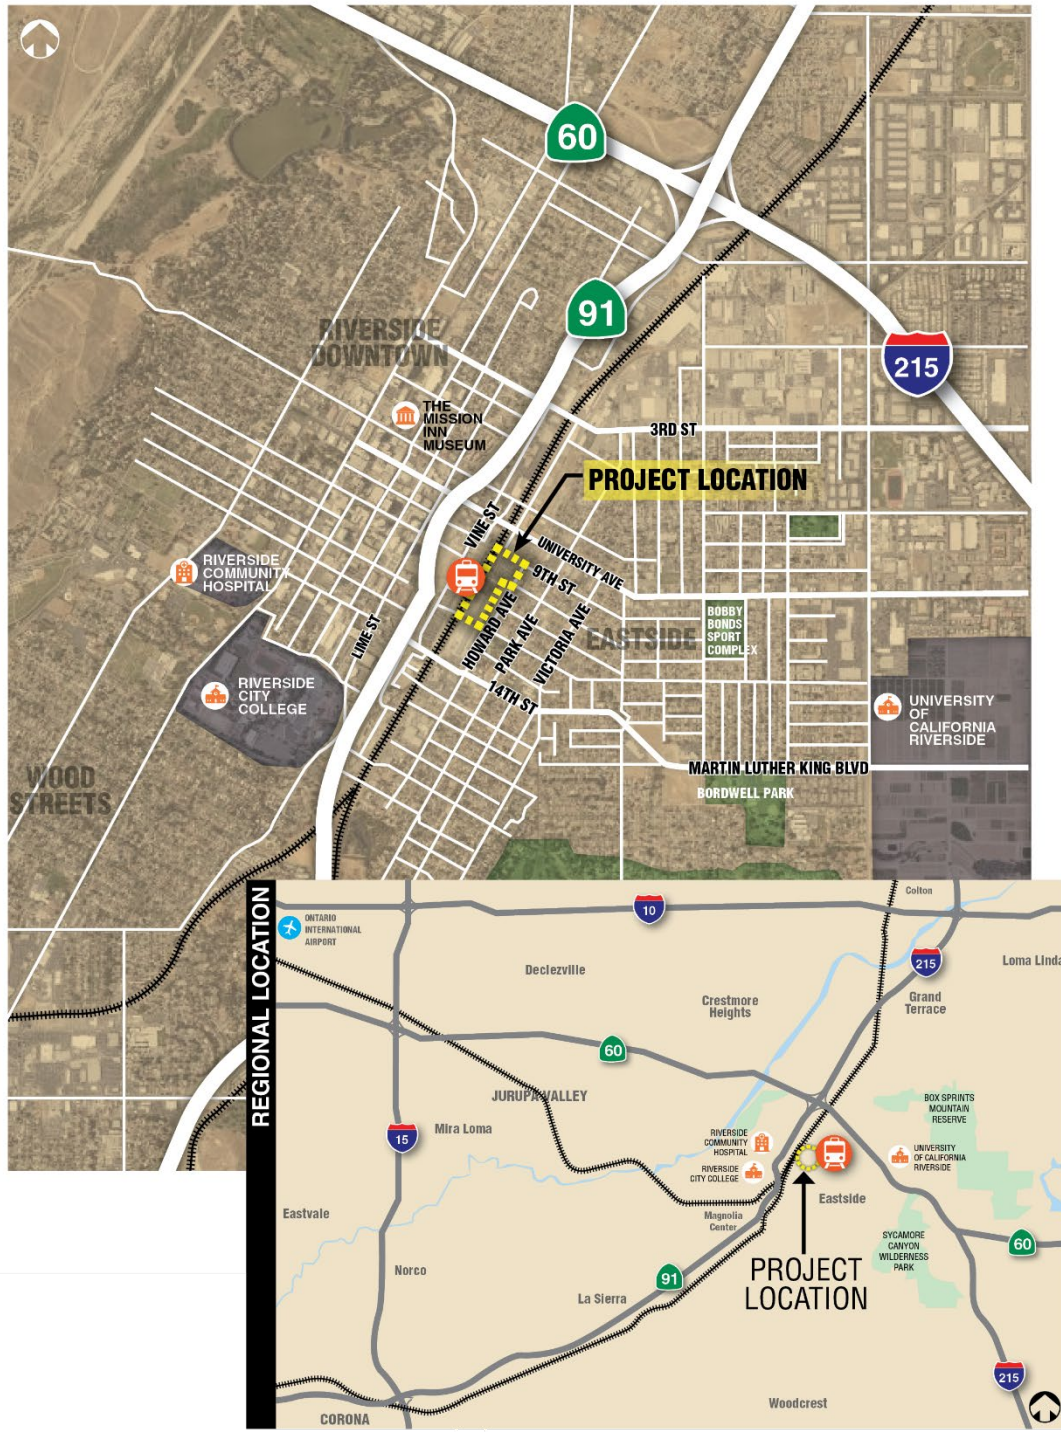 60
91
215
RIVERSIDE
DOWNTOWN
THE
MISSION
INN
MUSEUM
3RD ST
PROJECT LOCATION
VINE ST
UNIVERSITY AVE
9TH ST
RIVERSIDE
COMMUNITY
HOSPITAL
LIME ST
HOWARD AVE
PARK AVE
VICTORIA AVE
EASTSIDE
BOBBY
BONDS
SPORT
COMPLEX
14TH ST
RIVERSIDE
CITY
COLLEGE
UNIVERSITY
OF
CALIFORNIA
RIVERSIDE
WOOD
STREETS
MARTIN LUTHER KING BLVD
BORDWELL PARK
REGIONAL LOCATION
ONTARIO
INTERNATIONAL
AIRPORT
10
Colton
215
Loma Linda
Declezville
Crestmore
Heights
Grand
Terrace
60
JURUPA VALLEY
BOX SPRINTS
MOUNTAIN
RESERVE
15
Mira Loma
RIVERSIDE
COMMUNITY
HOSPITAL
RIVERSIDE
CITY COLLEGE
UNIVERSITY
OF CALIFORNIA
RIVERSIDE
Eastvale
Magnolia
Center
Eastside
SYCAMORE
CANYON
WILDERNESS
PARK
60
Norco
91
La Sierra
PROJECT
LOCATION
215
Woodcrest
CORONA